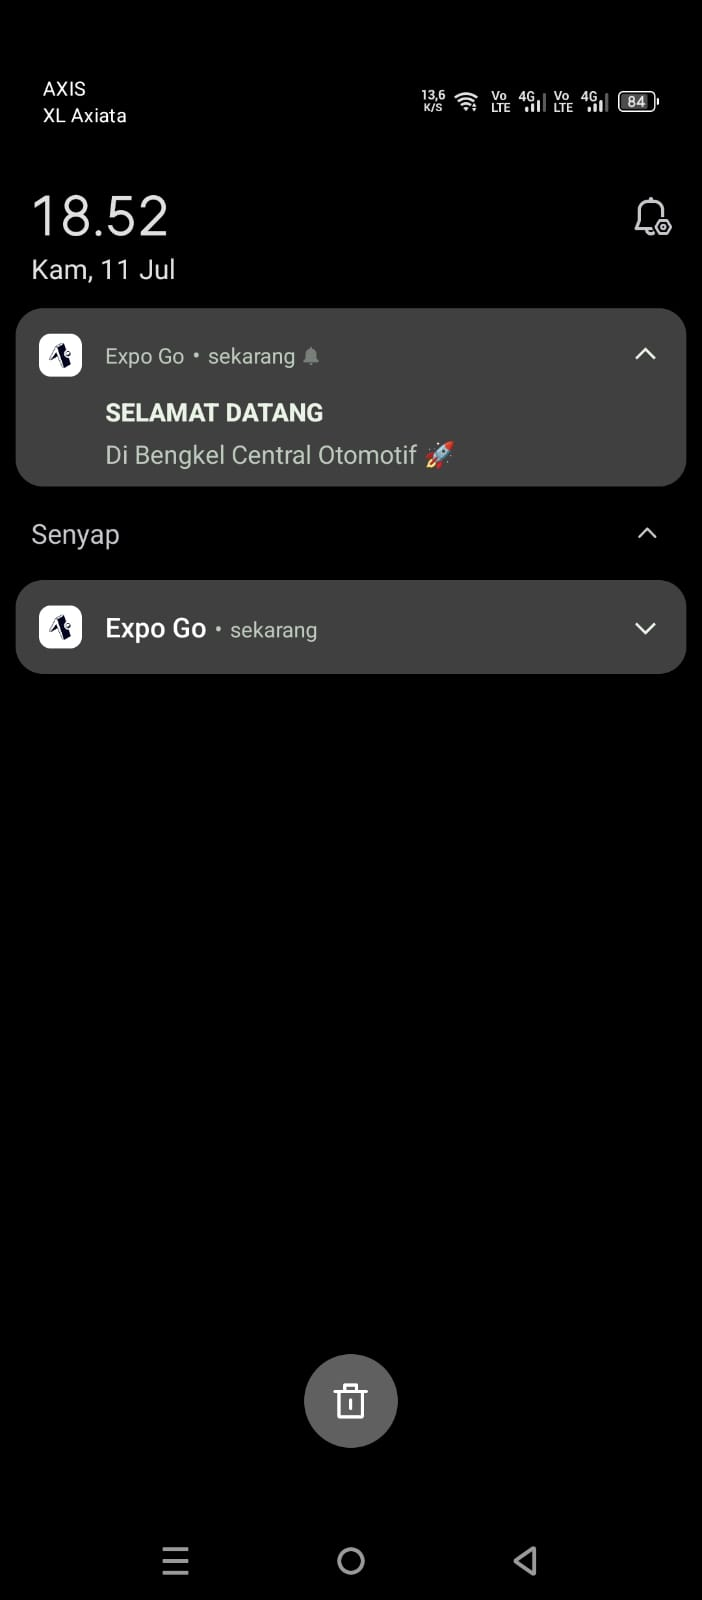 AXIS
XL Axiata
13,6
K/S
Vo
LTE
4G
Vo
LTE
4G
84
18.52
Kam, 11 Jul
Expo Go • sekarang
SELAMAT DATANG
Di Bengkel Central Otomotif 🚀
Senyap
Expo Go • sekarang